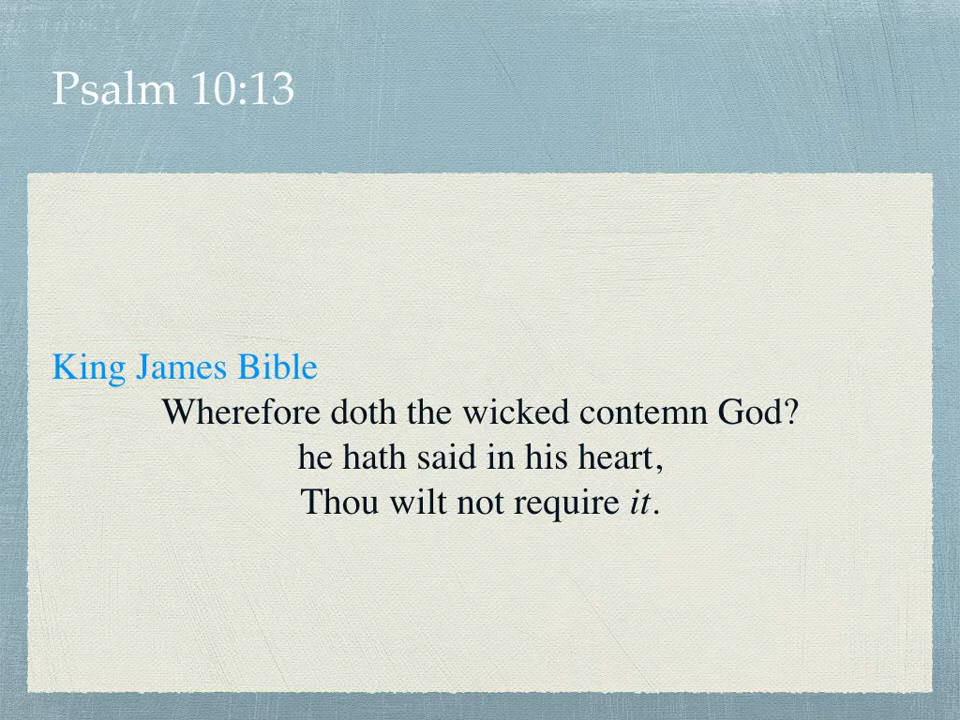 Psalm 10:13
King James Bible
Wherefore doth the wicked contemn God?
he hath said in his heart,
Thou wilt not require it.